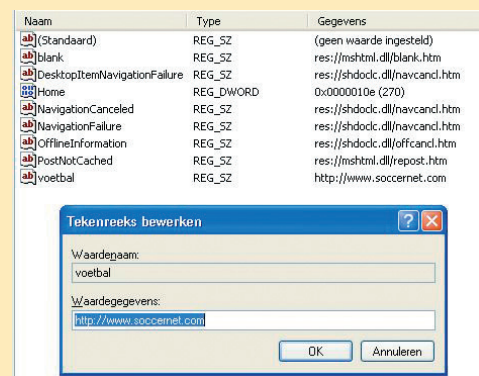 Naam Type Gegevens
(Standaard) REG_SZ (geen waarde ingesteld)
blank REG_SZ res://mshtml.dll/blank.htm
DesktopItemNavigationFailure REG_SZ res://shdoclc.dll/navcancl.htm
Home REG_DWORD 0x0000010e (270)
NavigationCanceled REG_SZ res://shdoclc.dll/navcancl.htm
NavigationFailure REG_SZ res://shdoclc.dll/navcancl.htm
OfflineInformation REG_SZ res://shdoclc.dll/offcancl.htm
PostNotCached REG_SZ res://mshtml.dll/repost.htm
voetbal REG_SZ http://www.soccernet.com
Tekenreeks bewerken
Waardenaam:
voetbal
Waardegegevens:
http://www.soccernet.com
OK Annuleren